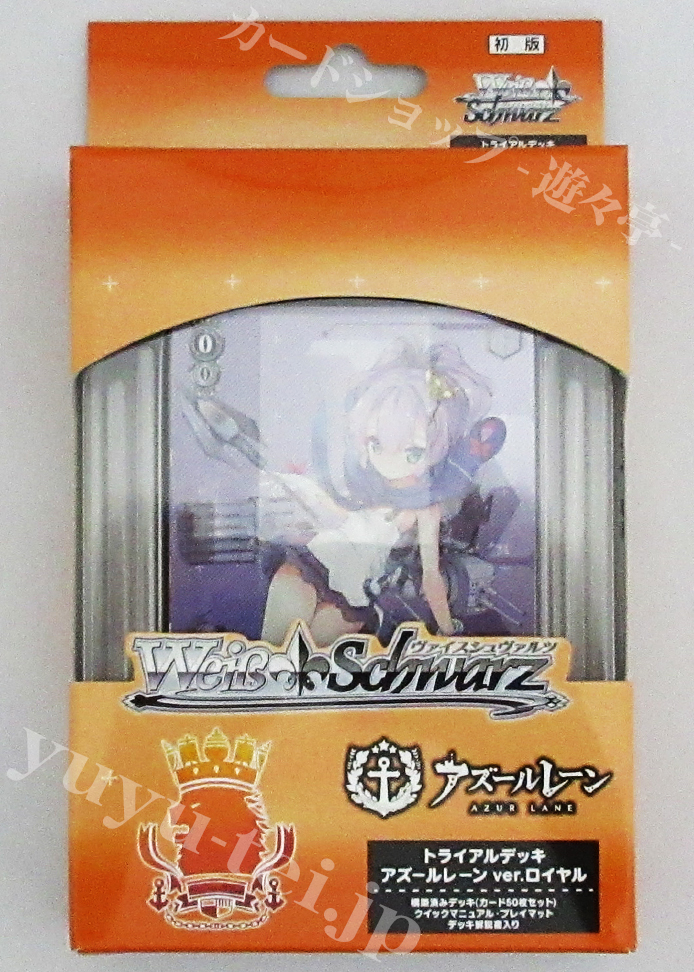 カードショップ-遊々亭-
初版
Weiß Schwarz
トライアルデッキ
0
0
ヴァイスシュヴァルツ
Weiß Schwarz
アズールレーン
AZUR LANE
トライアルデッキ
アズールレーン ver.ロイヤル
構築済みデッキ(カード50枚セット)
クイックマニュアル・プレイマット
デッキ解説書入り
yuyu-tei.jp